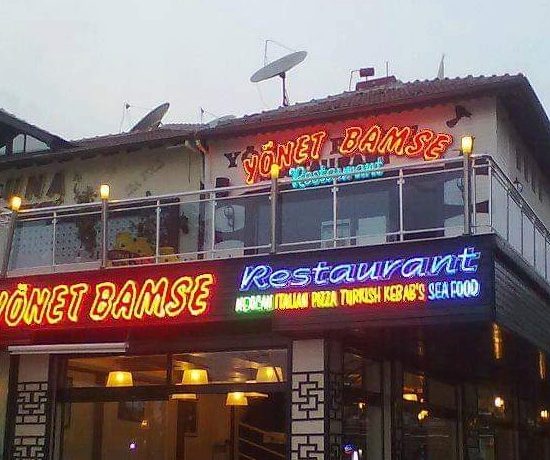 YÖNET BAMSE
Restaurant
YÖNET BAMSE
Restaurant
MEXICAN ITALIAN PIZZA TURKISH KEBAB'S SEA FOOD